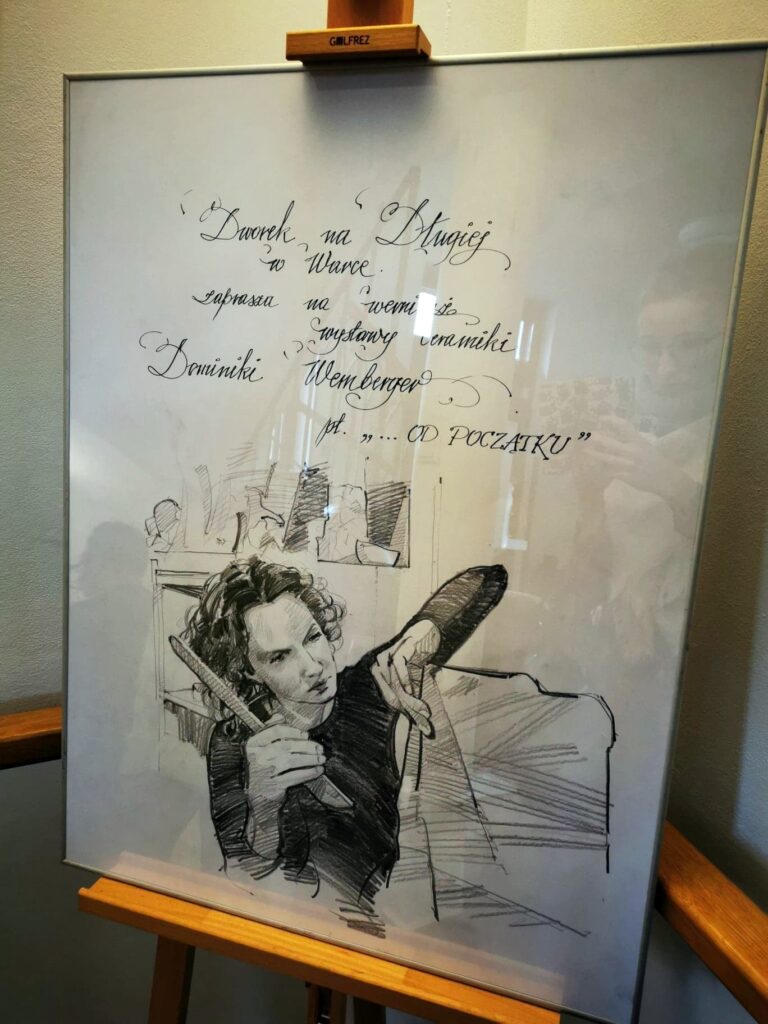 GOLFREZ
Dworek na Długiej
w Warce.
zaprasza na wernisaż
wystawy ceramiki
Dominiki Wemberger
pt. „... OD POCZĄTKU”